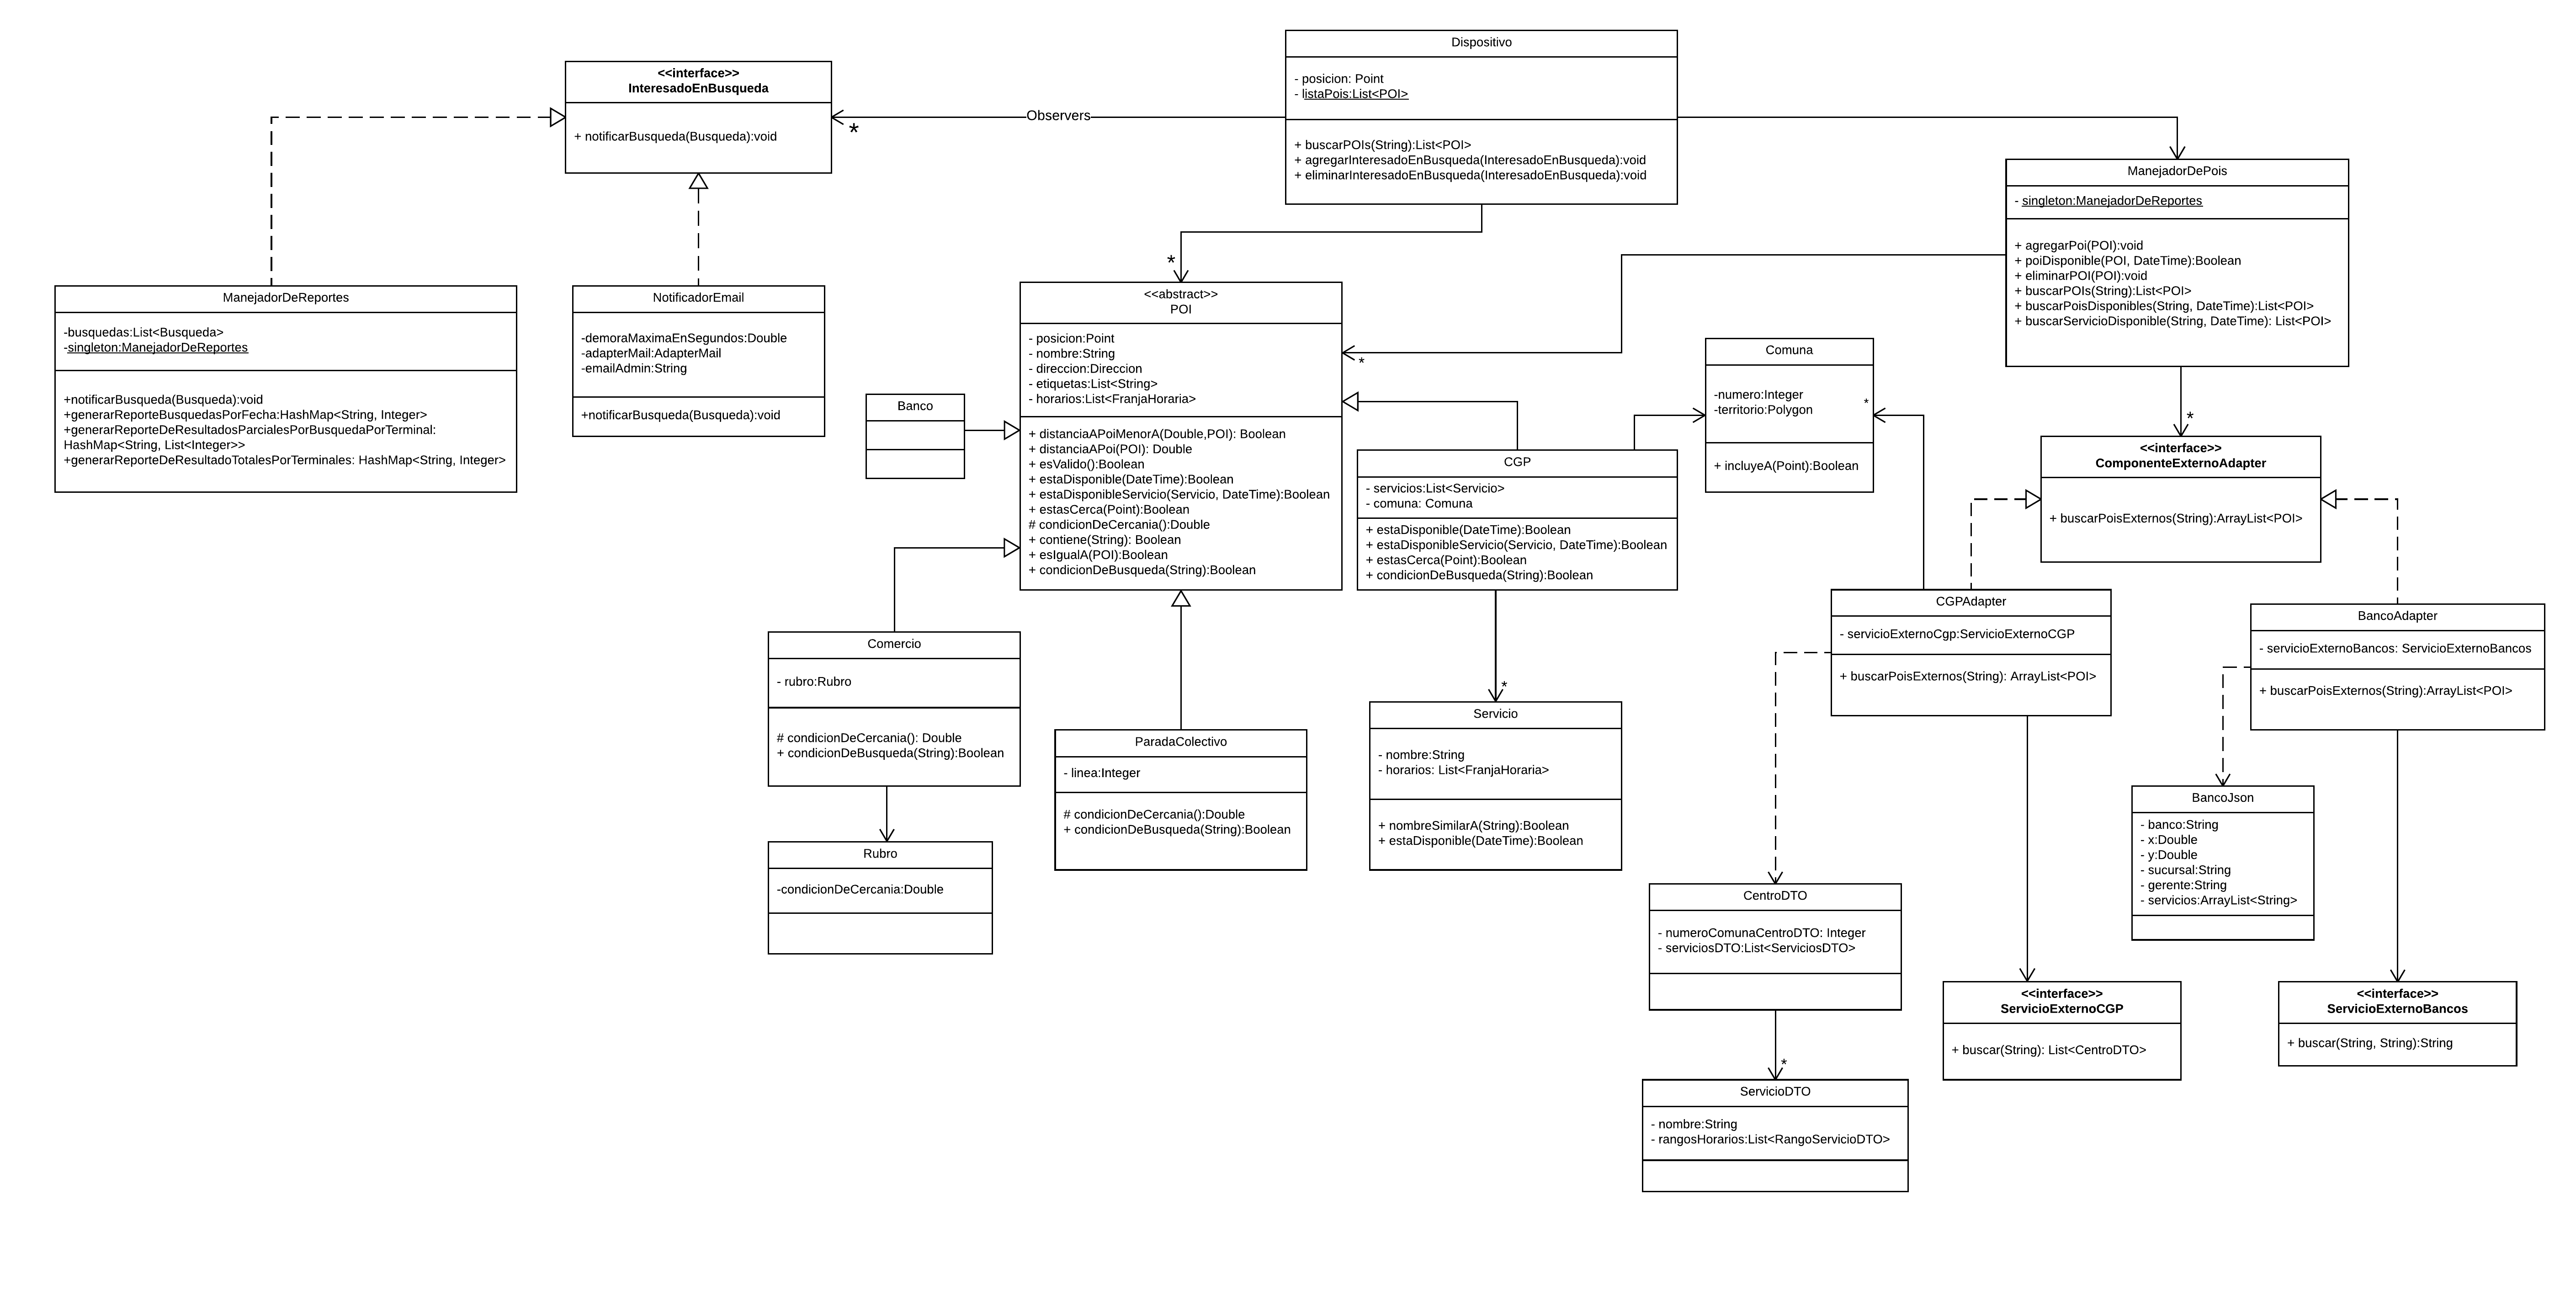 Dispositivo
- posicion: Point
- listaPois:List<POI>
+ buscarPOIs(String):List<POI>
+ agregarInteresadoEnBusqueda(InteresadoEnBusqueda):void
+ eliminarInteresadoEnBusqueda(InteresadoEnBusqueda):void
<<interface>>
InteresadoEnBusqueda
+ notificarBusqueda(Busqueda):void
Observers
*
ManejadorDePois
- singleton:ManejadorDeReportes
+ agregarPoi(POI):void
+ poiDisponible(POI, DateTime):Boolean
+ eliminarPOI(POI):void
+ buscarPOIs(String):List<POI>
+ buscarPoisDisponibles(String, DateTime):List<POI>
+ buscarServicioDisponible(String, DateTime): List<POI>
*
ManejadorDeReportes
-busquedas:List<Busqueda>
-singleton:ManejadorDeReportes
+notificarBusqueda(Busqueda):void
+generarReporteBusquedasPorFecha:HashMap<String, Integer>
+generarReporteDeResultadosParcialesPorBusquedaPorTerminal:
HashMap<String, List<Integer>>
+generarReporteDeResultadoTotalesPorTerminales: HashMap<String, Integer>
NotificadorEmail
-demoraMaximaEnSegundos:Double
-adapterMail:AdapterMail
-emailAdmin:String
+notificarBusqueda(Busqueda):void
<<abstract>>
POI
- posicion:Point
- nombre:String
- direccion:Direccion
- etiquetas:List<String>
- horarios:List<FranjaHoraria>
+ distanciaAPoiMenorA(Double,POI): Boolean
+ distanciaAPoi(POI): Double
+ esValido():Boolean
+ estaDisponible(DateTime):Boolean
+ estaDisponibleServicio(Servicio, DateTime):Boolean
+ estasCerca(Point):Boolean
# condicionDeCercania():Double
+ contiene(String): Boolean
+ esIgualA(POI):Boolean
+ condicionDeBusqueda(String):Boolean
*
Banco
Comuna
-numero:Integer
-territorio:Polygon
+ incluyeA(Point):Boolean
*
CGP
- servicios:List<Servicio>
- comuna: Comuna
+ estaDisponible(DateTime):Boolean
+ estaDisponibleServicio(Servicio, DateTime):Boolean
+ estasCerca(Point):Boolean
+ condicionDeBusqueda(String):Boolean
*
<<interface>>
ComponenteExternoAdapter
+ buscarPoisExternos(String):ArrayList<POI>
CGPAdapter
- servicioExternoCgp:ServicioExternoCGP
+ buscarPoisExternos(String): ArrayList<POI>
BancoAdapter
- servicioExternoBancos: ServicioExternoBancos
+ buscarPoisExternos(String):ArrayList<POI>
Comercio
- rubro:Rubro
# condicionDeCercania(): Double
+ condicionDeBusqueda(String):Boolean
ParadaColectivo
- linea:Integer
# condicionDeCercania():Double
+ condicionDeBusqueda(String):Boolean
*
Servicio
- nombre:String
- horarios: List<FranjaHoraria>
+ nombreSimilarA(String):Boolean
+ estaDisponible(DateTime):Boolean
Rubro
-condicionDeCercania:Double
BancoJson
- banco:String
- x:Double
- y:Double
- sucursal:String
- gerente:String
- servicios:ArrayList<String>
CentroDTO
- numeroComunaCentroDTO: Integer
- serviciosDTO:List<ServiciosDTO>
<<interface>>
ServicioExternoCGP
+ buscar(String): List<CentroDTO>
<<interface>>
ServicioExternoBancos
+ buscar(String, String):String
*
ServicioDTO
- nombre:String
- rangosHorarios:List<RangoServicioDTO>